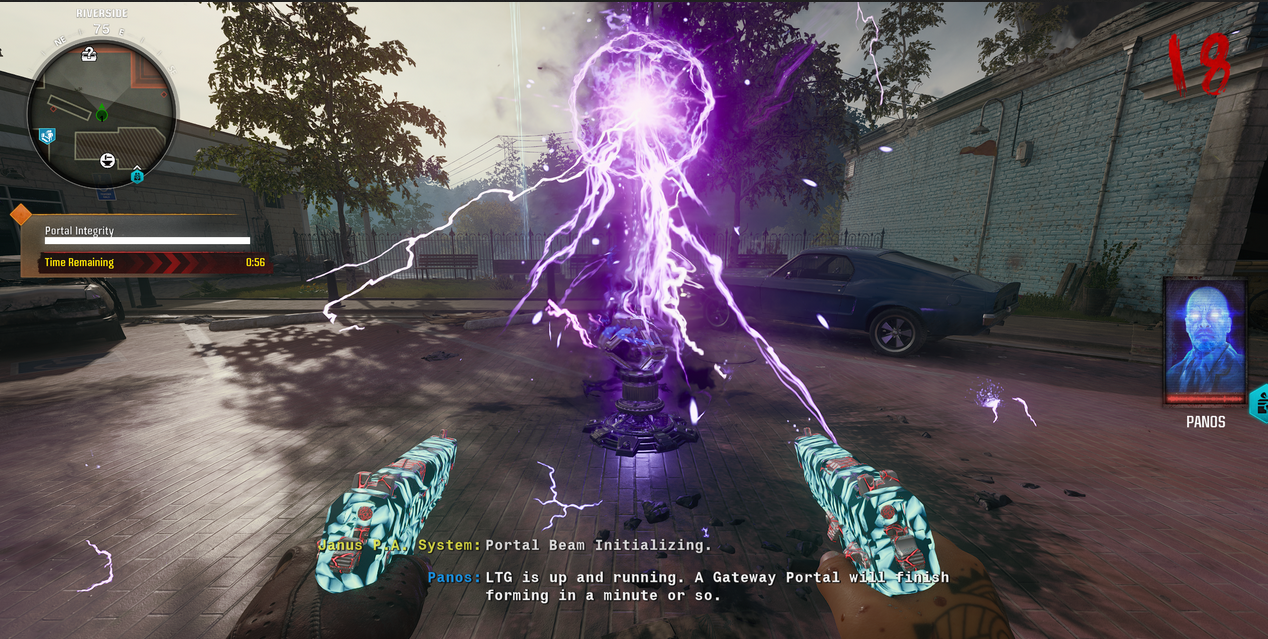 RIVERSIDE
75
NE
E
18
Portal Integrity
Time Remaining 0:56
PANOS
Janus P.A. System: Portal Beam Initializing.
Panos: LTG is up and running. A Gateway Portal will finish
forming in a minute or so.